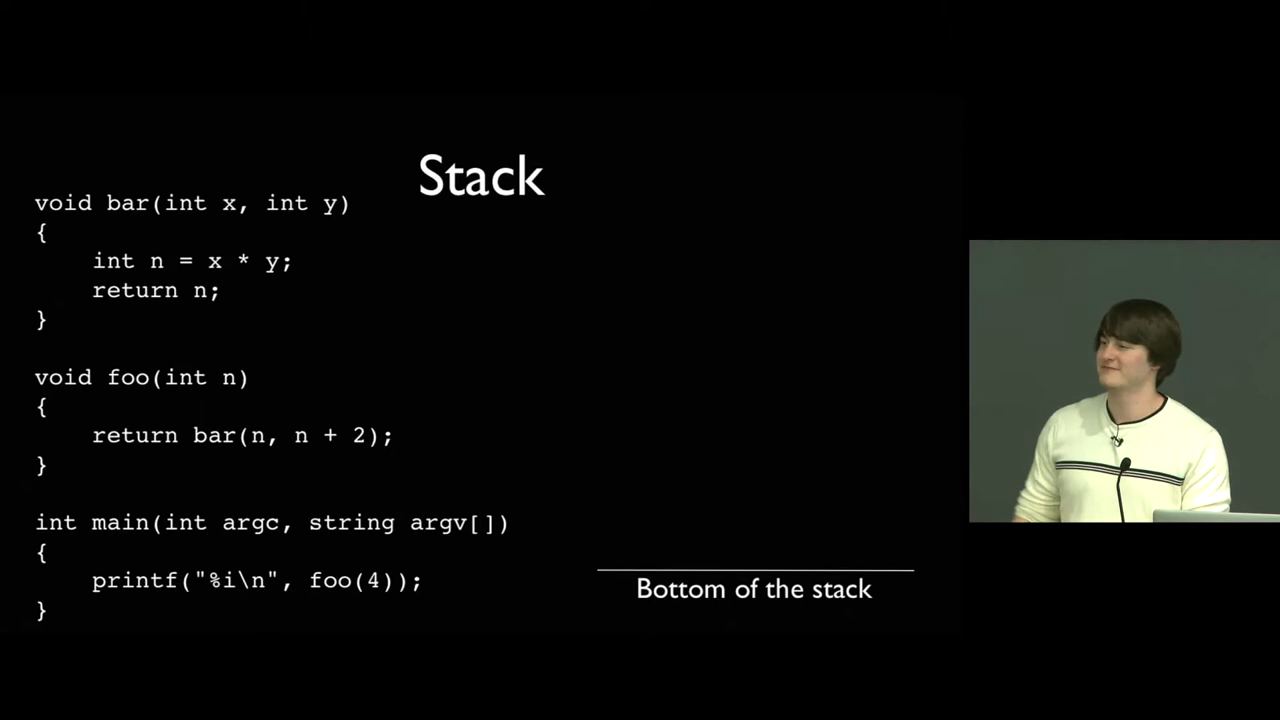 Stack
void bar(int x, int y)
{
    int n = x * y;
    return n;
}
void foo(int n)
{
    return bar(n, n + 2);
}
int main(int argc, string argv[])
{
    printf("%i\n", foo(4));
}
Bottom of the stack